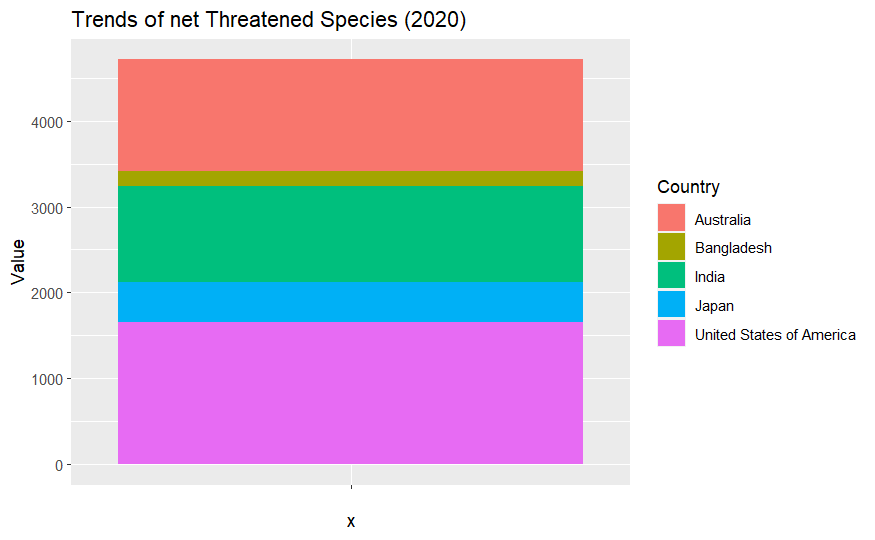 Trends of net Threatened Species (2020)
4000
3000
2000
1000
0
Value
x
Country
Australia
Bangladesh
India
Japan
United States of America